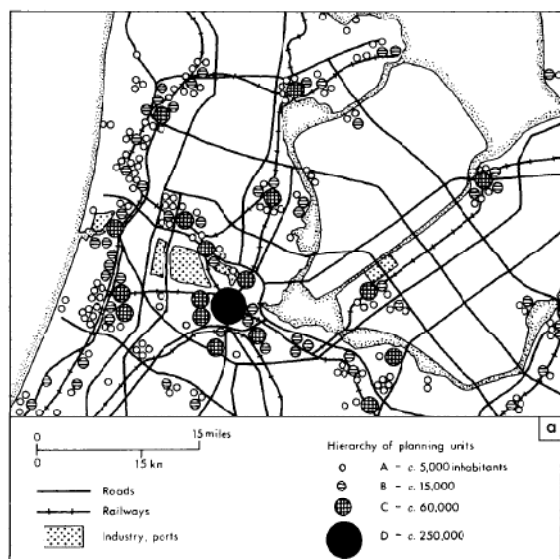 a
0 15 miles
0 15 km
Roads
Railways
Industry, ports
Hierarchy of planning units
A - c. 5,000 inhabitants
B - c. 15,000
C - c. 60,000
D - c. 250,000